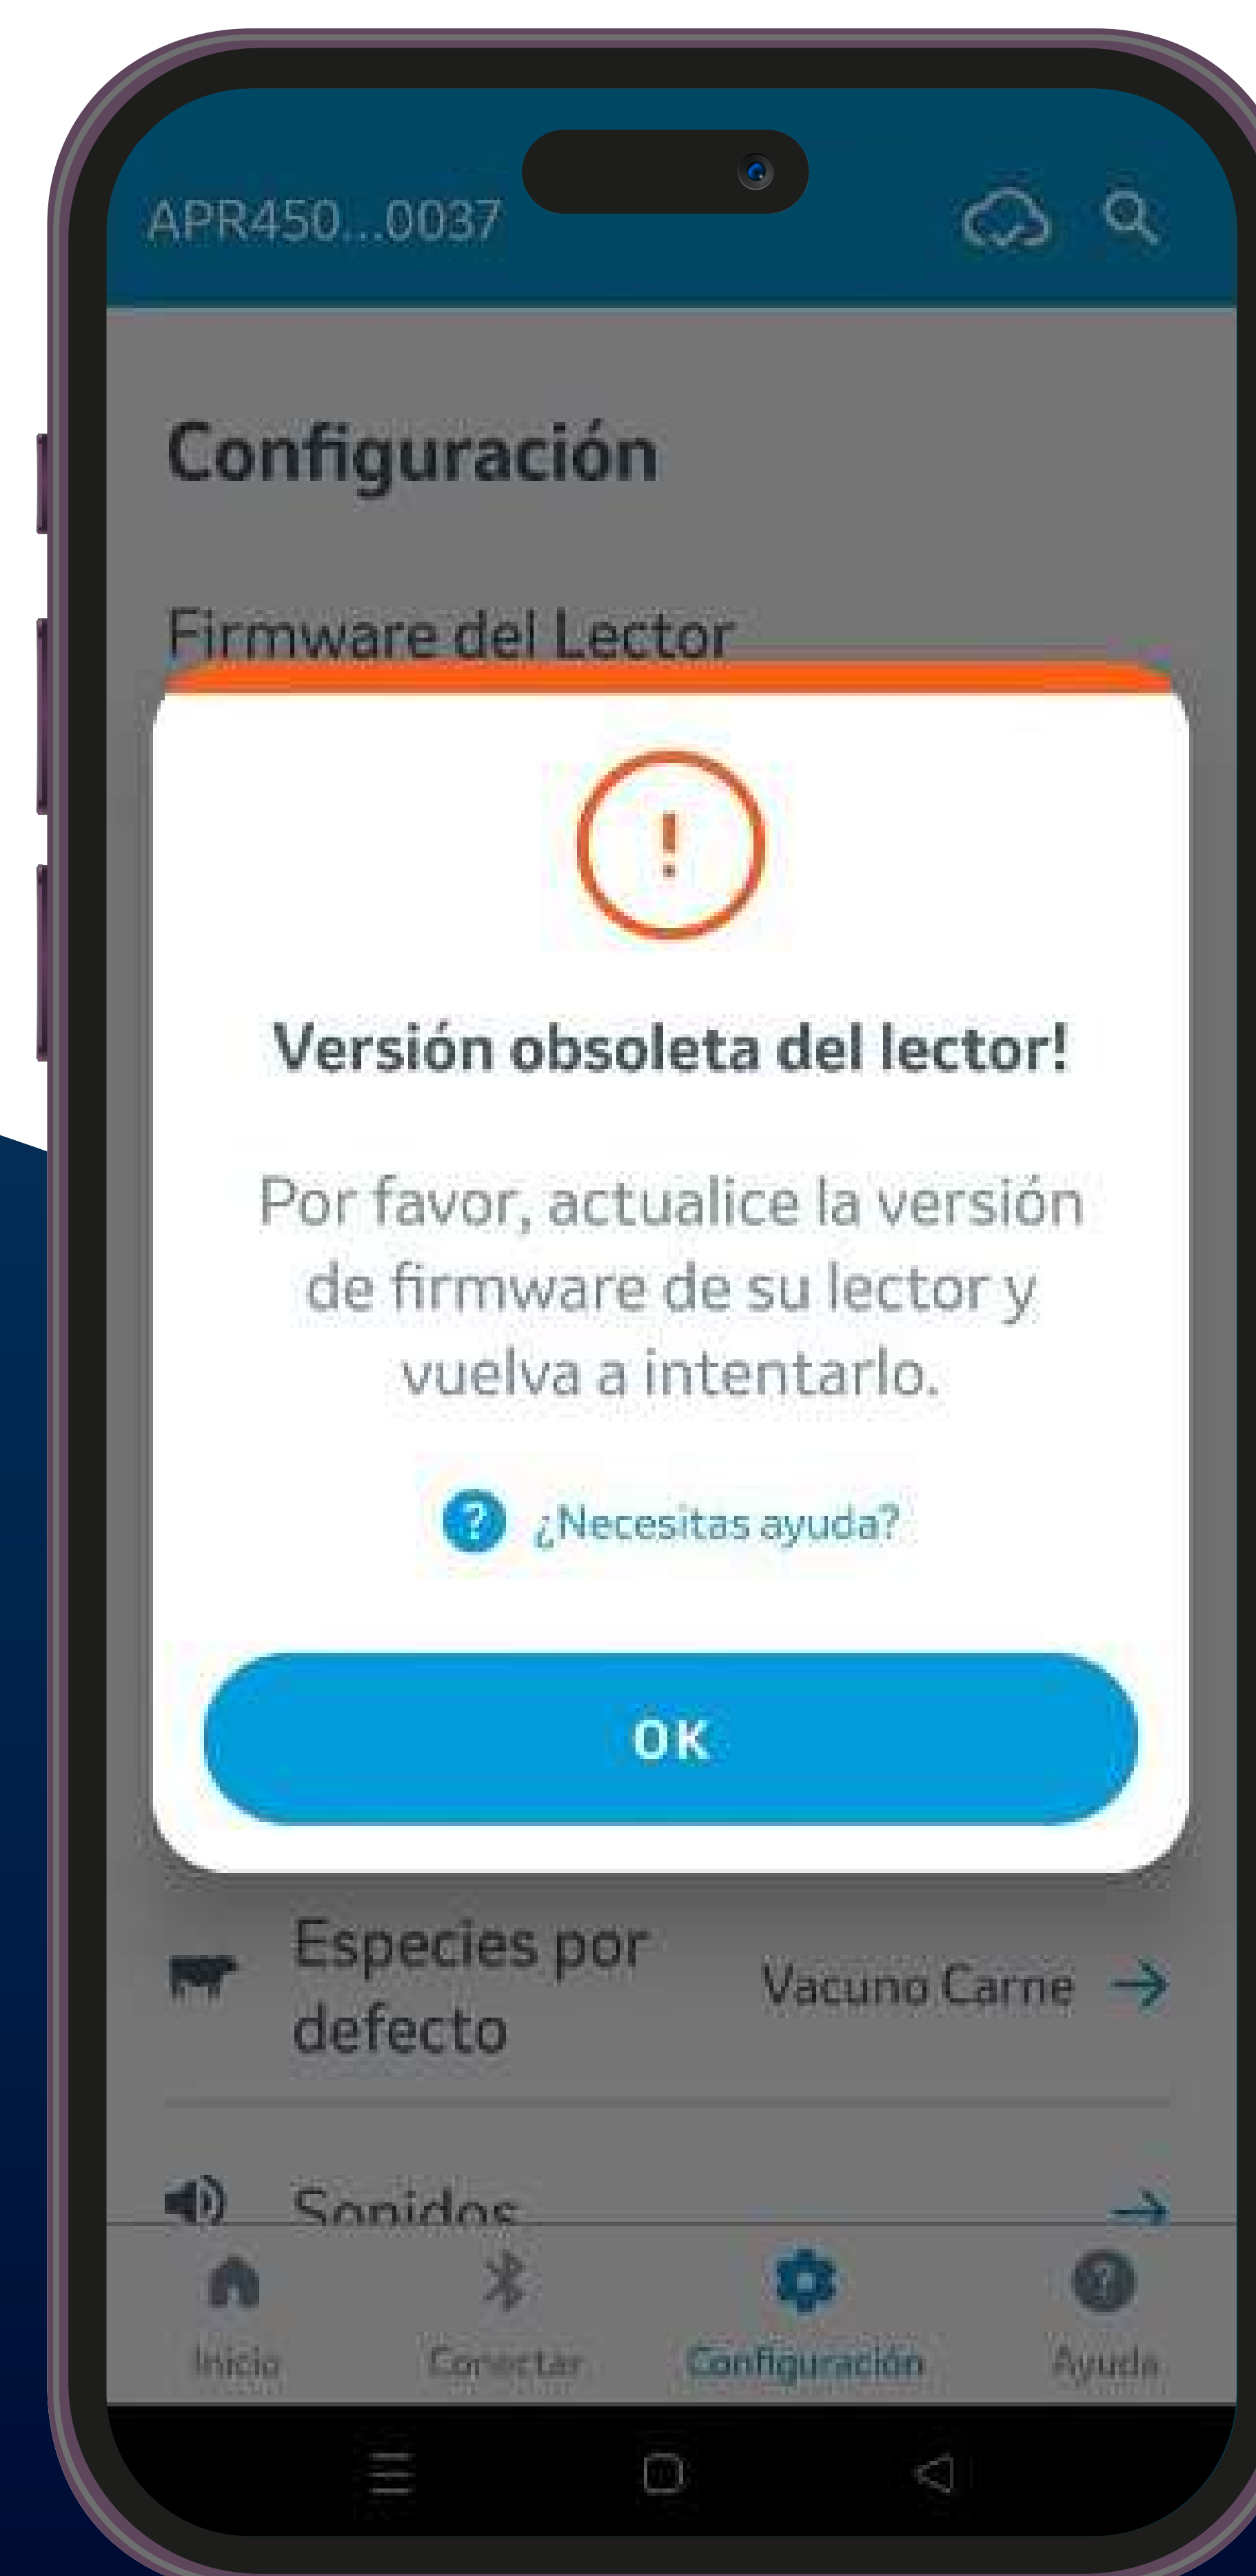 APR450...0037
Configuración
Firmware del Lector
!
Versión obsoleta del lector!
Por favor, actualice la versión
de firmware de su lector y
vuelva a intentarlo.
? ¿Necesitas ayuda?
OK
Especies por
defecto
Vacuno Carne
Sonidos
Inicio
Conectar
Configuración
? 
Ayuda